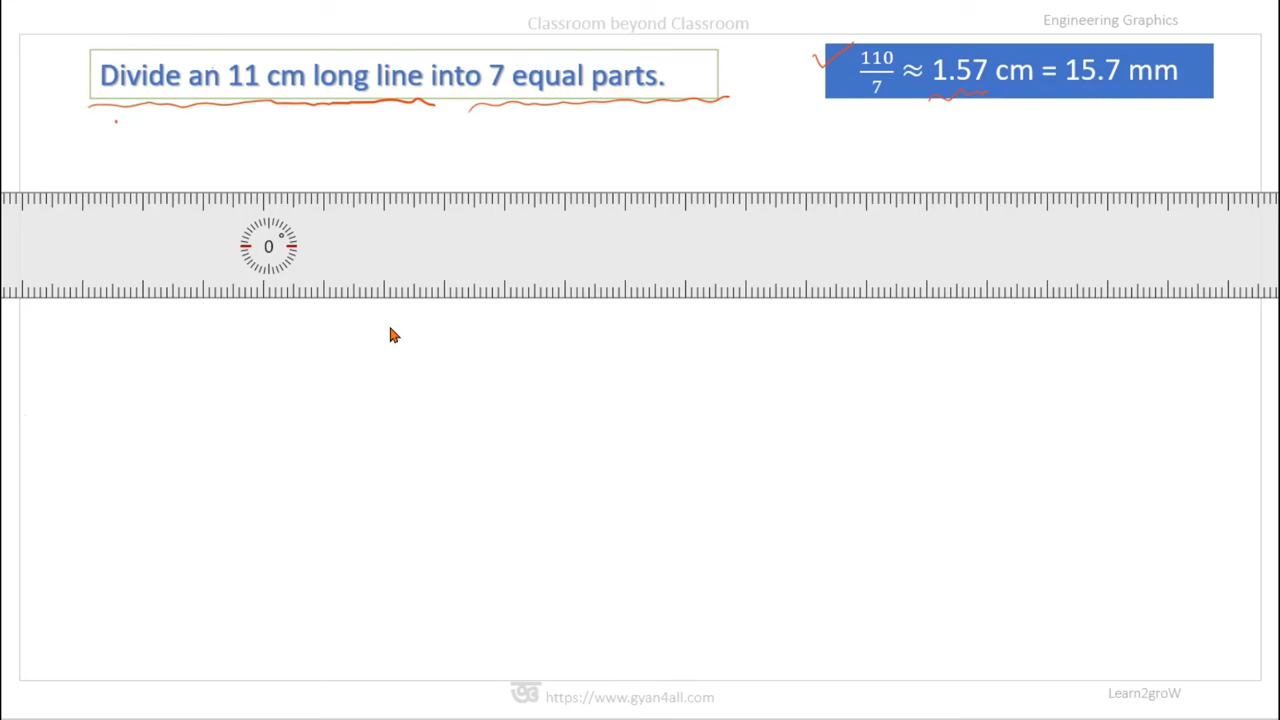 Classroom beyond Classroom
Engineering Graphics
Divide an 11 cm long line into 7 equal parts.
110/7 ≈ 1.57 cm = 15.7 mm
0°
https://www.gyan4all.com
Learn2groW